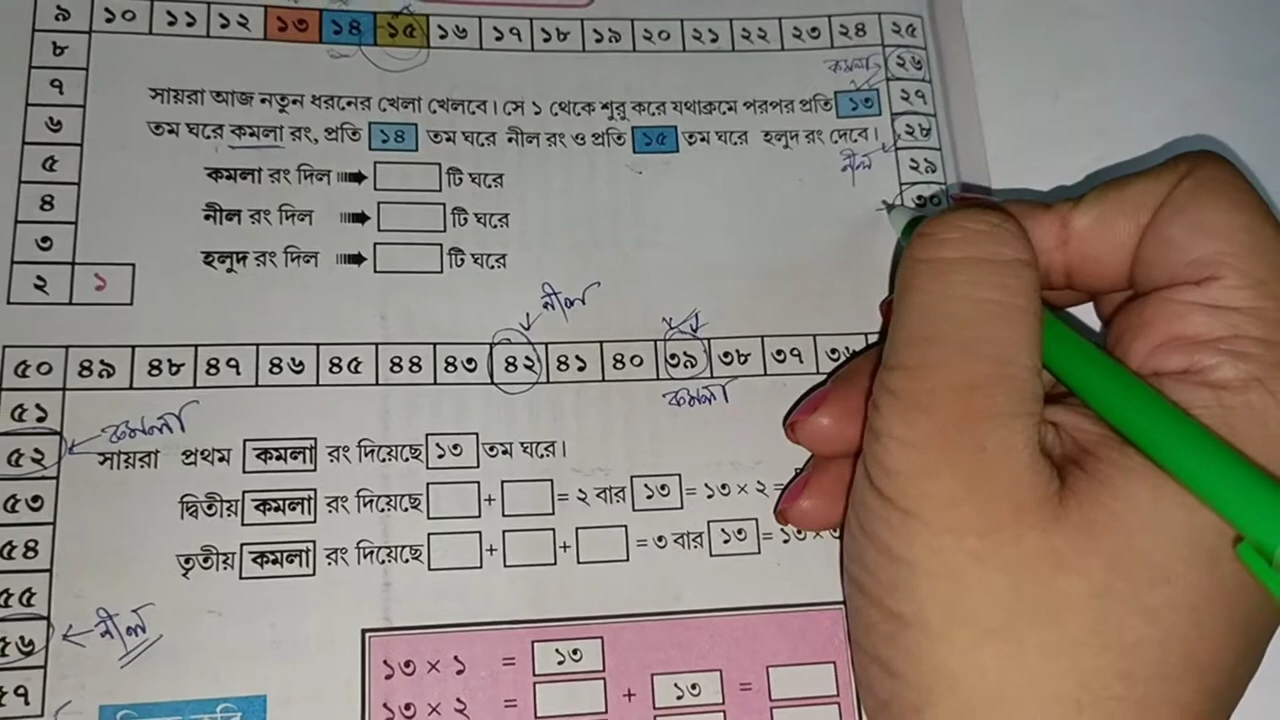 ৯ ১০ ১১ ১২ ১৩ ১৪ ১৫ ১৬ ১৭ ১৮ ১৯ ২০ ২১ ২২ ২৩ ২৪ ২৫
৮ কমলা ২৬
৭ সায়রা আজ নতুন ধরনের খেলা খেলবে। সে ১ থেকে শুরু করে যথাক্রমে পরপর প্রতি ১৩ ২৭
৬ তম ঘরে কমলা রং, প্রতি ১৪ তম ঘরে নীল রং ও প্রতি ১৫ তম ঘরে হলুদ রং দেবে। ২৮
নীল
৫ কমলা রং দিল টি ঘরে ২৯
৪ নীল রং দিল টি ঘরে ৩০
৩ হলুদ রং দিল টি ঘরে
২ ১
নীল
৫০ ৪৯ ৪৮ ৪৭ ৪৬ ৪৫ ৪৪ ৪৩ ৪২ ৪১ ৪০ ৩৯ ৩৮ ৩৭ ৩৬
কমলা
৫১ কমলা
৫২ সায়রা প্রথম কমলা রং দিয়েছে ১৩ তম ঘরে।
৫৩ দ্বিতীয় কমলা রং দিয়েছে + = ২ বার ১৩ = ১৩ × ২ =
৫৪ তৃতীয় কমলা রং দিয়েছে + + = ৩ বার ১৩ = ১৩ × ৩
৫৫
৫৬ নীল
১৩ × ১ = ১৩
৫৭ ১৩ × ২ = + ১৩ =